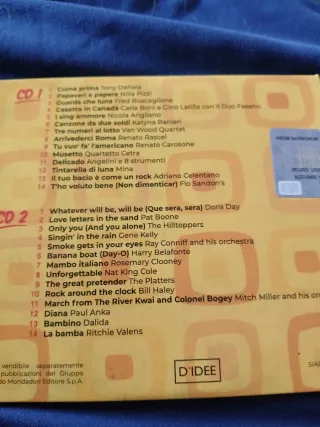 CD 1
1 Come prima Tony Dallara
2 Papaveri e papere Nilla Pizzi
3 Guarda che luna Fred Buscaglione
4 Casetta in Canadà Carla Boni e Gino Latilla con il Duo Fasano
5 I sing ammore Nicola Arigliano
6 Canzone da due soldi Katyna Ranieri
7 Tre numeri al lotto Van Wood Quartet
8 Arrivederci Roma Renato Rascel
9 Tu vuo' fa' l'americano Renato Carosone
10 Musetto Quartetto Cetra
11 Delicado Angelini e 8 strumenti
12 Tintarella di luna Mina
13 Il tuo bacio è come un rock Adriano Celentano
14 T'ho voluto bene (Non dimenticar) Flo Sandon's
CD 2
1 Whatever will be, will be (Que sera, sera) Doris Day
2 Love letters in the sand Pat Boone
3 Only you (And you alone) The Hilltoppers
4 Singin' in the rain Gene Kelly
5 Smoke gets in your eyes Ray Conniff and his orchestra
6 Banana boat (Day-O) Harry Belafonte
7 Mambo italiano Rosemary Clooney
8 Unforgettable Nat King Cole
9 The great pretender The Platters
10 Rock around the clock Bill Haley
11 March from The River Kwai and Colonel Bogey Mitch Miller and his or
12 Diana Paul Anka
13 Bambino Dalida
14 La bamba Ritchie Valens
vendibile separatamente
pubblicazioni del Gruppo
do Mondadori Editore S.p.A.
D'IDEE
SIAE